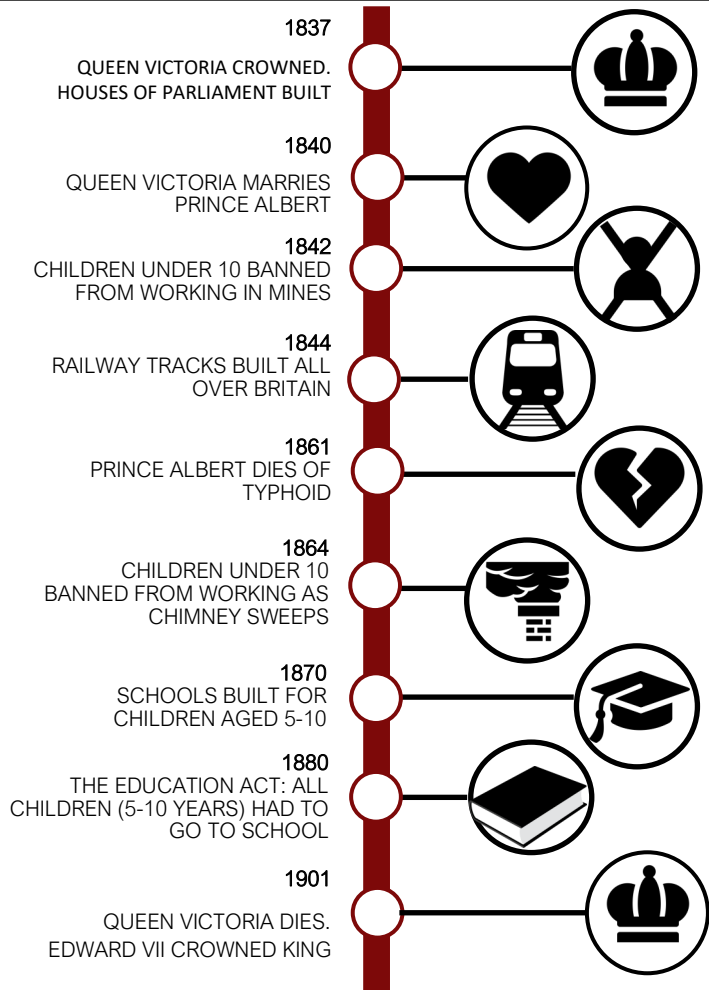 1837
QUEEN VICTORIA CROWNED.
HOUSES OF PARLIAMENT BUILT
1840
QUEEN VICTORIA MARRIES
PRINCE ALBERT
1842
CHILDREN UNDER 10 BANNED
FROM WORKING IN MINES
1844
RAILWAY TRACKS BUILT ALL
OVER BRITAIN
1861
PRINCE ALBERT DIES OF
TYPHOID
1864
CHILDREN UNDER 10
BANNED FROM WORKING AS
CHIMNEY SWEEPS
1870
SCHOOLS BUILT FOR
CHILDREN AGED 5-10
1880
THE EDUCATION ACT: ALL
CHILDREN (5-10 YEARS) HAD TO
GO TO SCHOOL
1901
QUEEN VICTORIA DIES.
EDWARD VII CROWNED KING